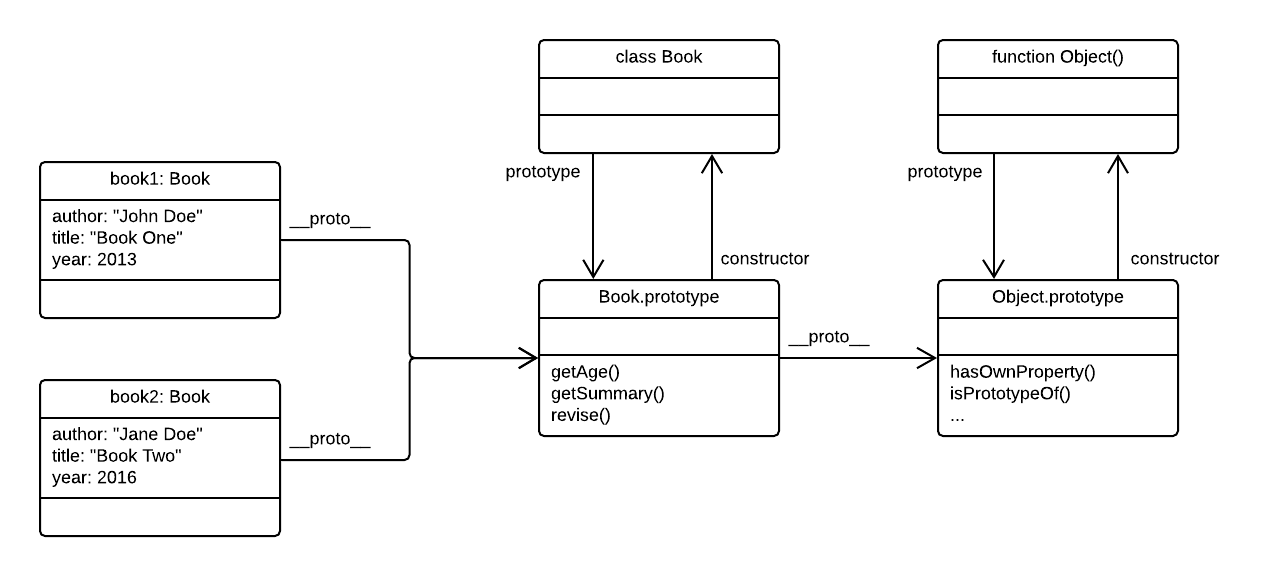 class Book
function Object()
prototype
prototype
book1: Book
author: "John Doe"
title: "Book One"
year: 2013
__proto__
constructor
constructor
Book.prototype
Object.prototype
__proto__
getAge()
getSummary()
revise()
hasOwnProperty()
isPrototypeOf()
...
book2: Book
author: "Jane Doe"
title: "Book Two"
year: 2016
__proto__